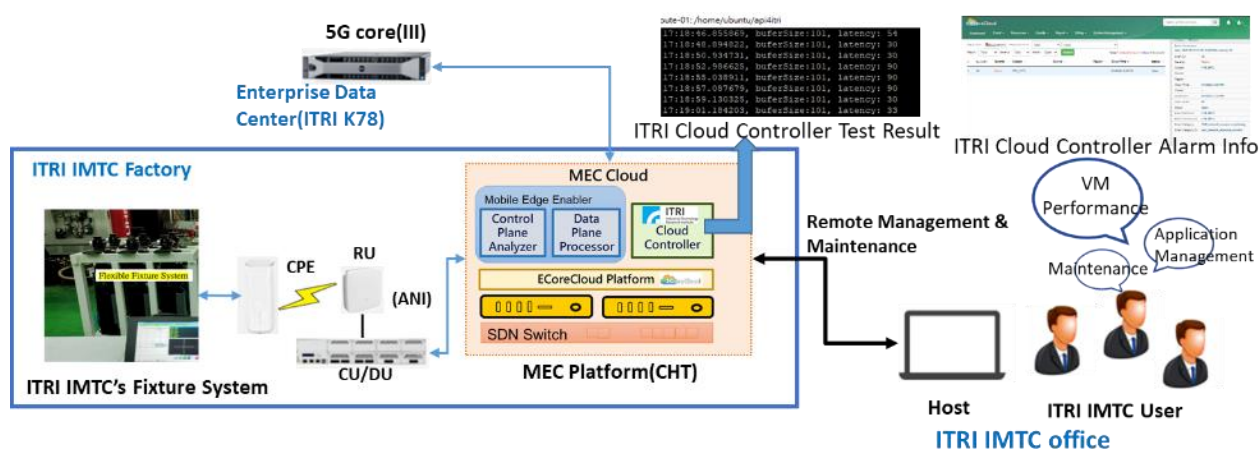 5G core(III)
Enterprise Data
Center(ITRI K78)
oute-01: /home/ubuntu/api4itri
17:18:46.855865, buferSize:101, latency: 54
17:18:48.894822, buferSize:101, latency: 30
17:18:50.934731, buferSize:101, latency: 30
17:18:52.986625, buferSize:101, latency: 90
17:18:55.038911, buferSize:101, latency: 90
17:18:57.087679, buferSize:101, latency: 90
17:18:59.130325, buferSize:101, latency: 30
17:19:01.184203, buferSize:101, latency: 33
ITRI Cloud Controller Test Result
ITRI Cloud Controller Alarm Info
ITRI IMTC Factory
Flexible Fixture System
ITRI IMTC's Fixture System
CPE
RU
(ANI)
CU/DU
MEC Cloud
Mobile Edge Enabler
Control
Plane
Analyzer
Data
Plane
Processor
ITRI
Cloud
Controller
ECoreCloud Platform
SDN Switch
MEC Platform(CHT)
Remote Management &
Maintenance
VM
Performance
Application
Management
Maintenance
Host
ITRI IMTC User
ITRI IMTC office